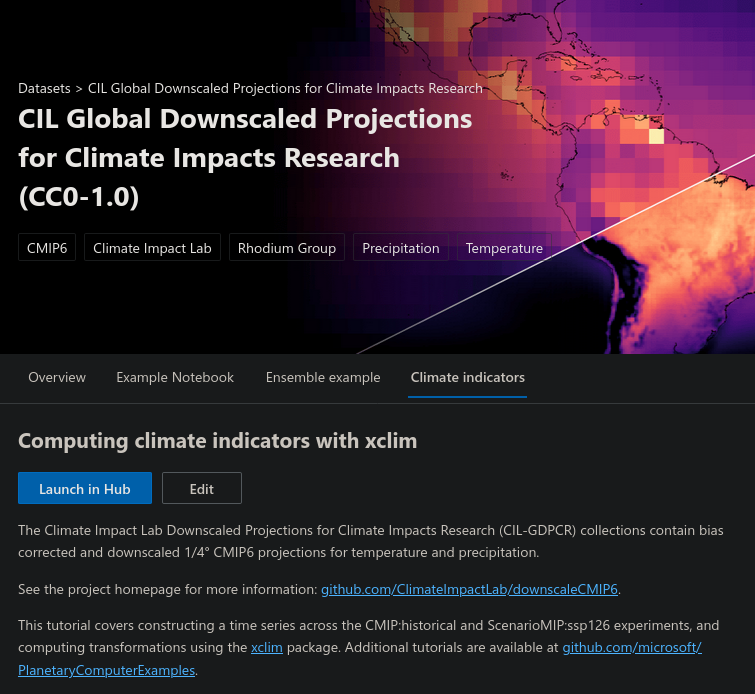 Datasets > CIL Global Downscaled Projections for Climate Impacts Research
CIL Global Downscaled Projections
for Climate Impacts Research
(CC0-1.0)
CMIP6 Climate Impact Lab Rhodium Group Precipitation Temperature
Overview Example Notebook Ensemble example Climate indicators
Computing climate indicators with xclim
Launch in Hub Edit
The Climate Impact Lab Downscaled Projections for Climate Impacts Research (CIL-GDPCR) collections contain bias
corrected and downscaled 1/4° CMIP6 projections for temperature and precipitation.
See the project homepage for more information: github.com/ClimateImpactLab/downscaleCMIP6.
This tutorial covers constructing a time series across the CMIP:historical and ScenarioMIP:ssp126 experiments, and
computing transformations using the xclim package. Additional tutorials are available at github.com/microsoft/
PlanetaryComputerExamples.